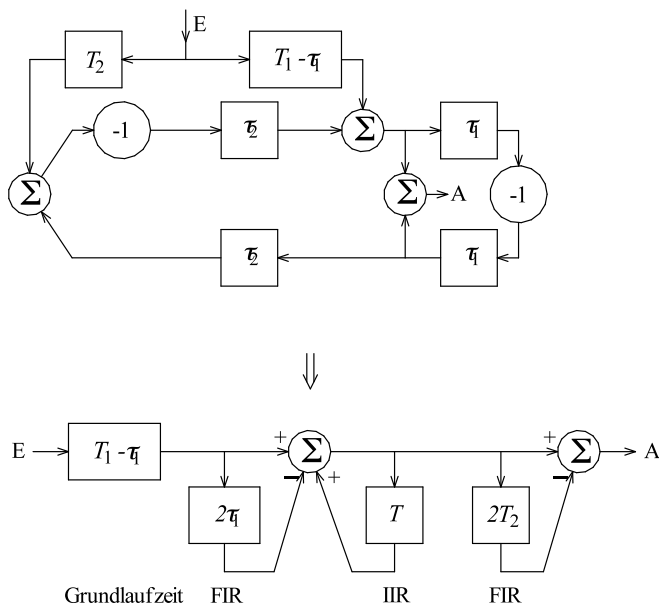 E
T2 T1 - τ1
-1 τ2 Σ τ1
Σ Σ A -1
τ2 τ1
⇓
E T1 - τ1 + Σ + Σ A
− + −
2τ1 T 2T2
Grundlaufzeit FIR IIR FIR